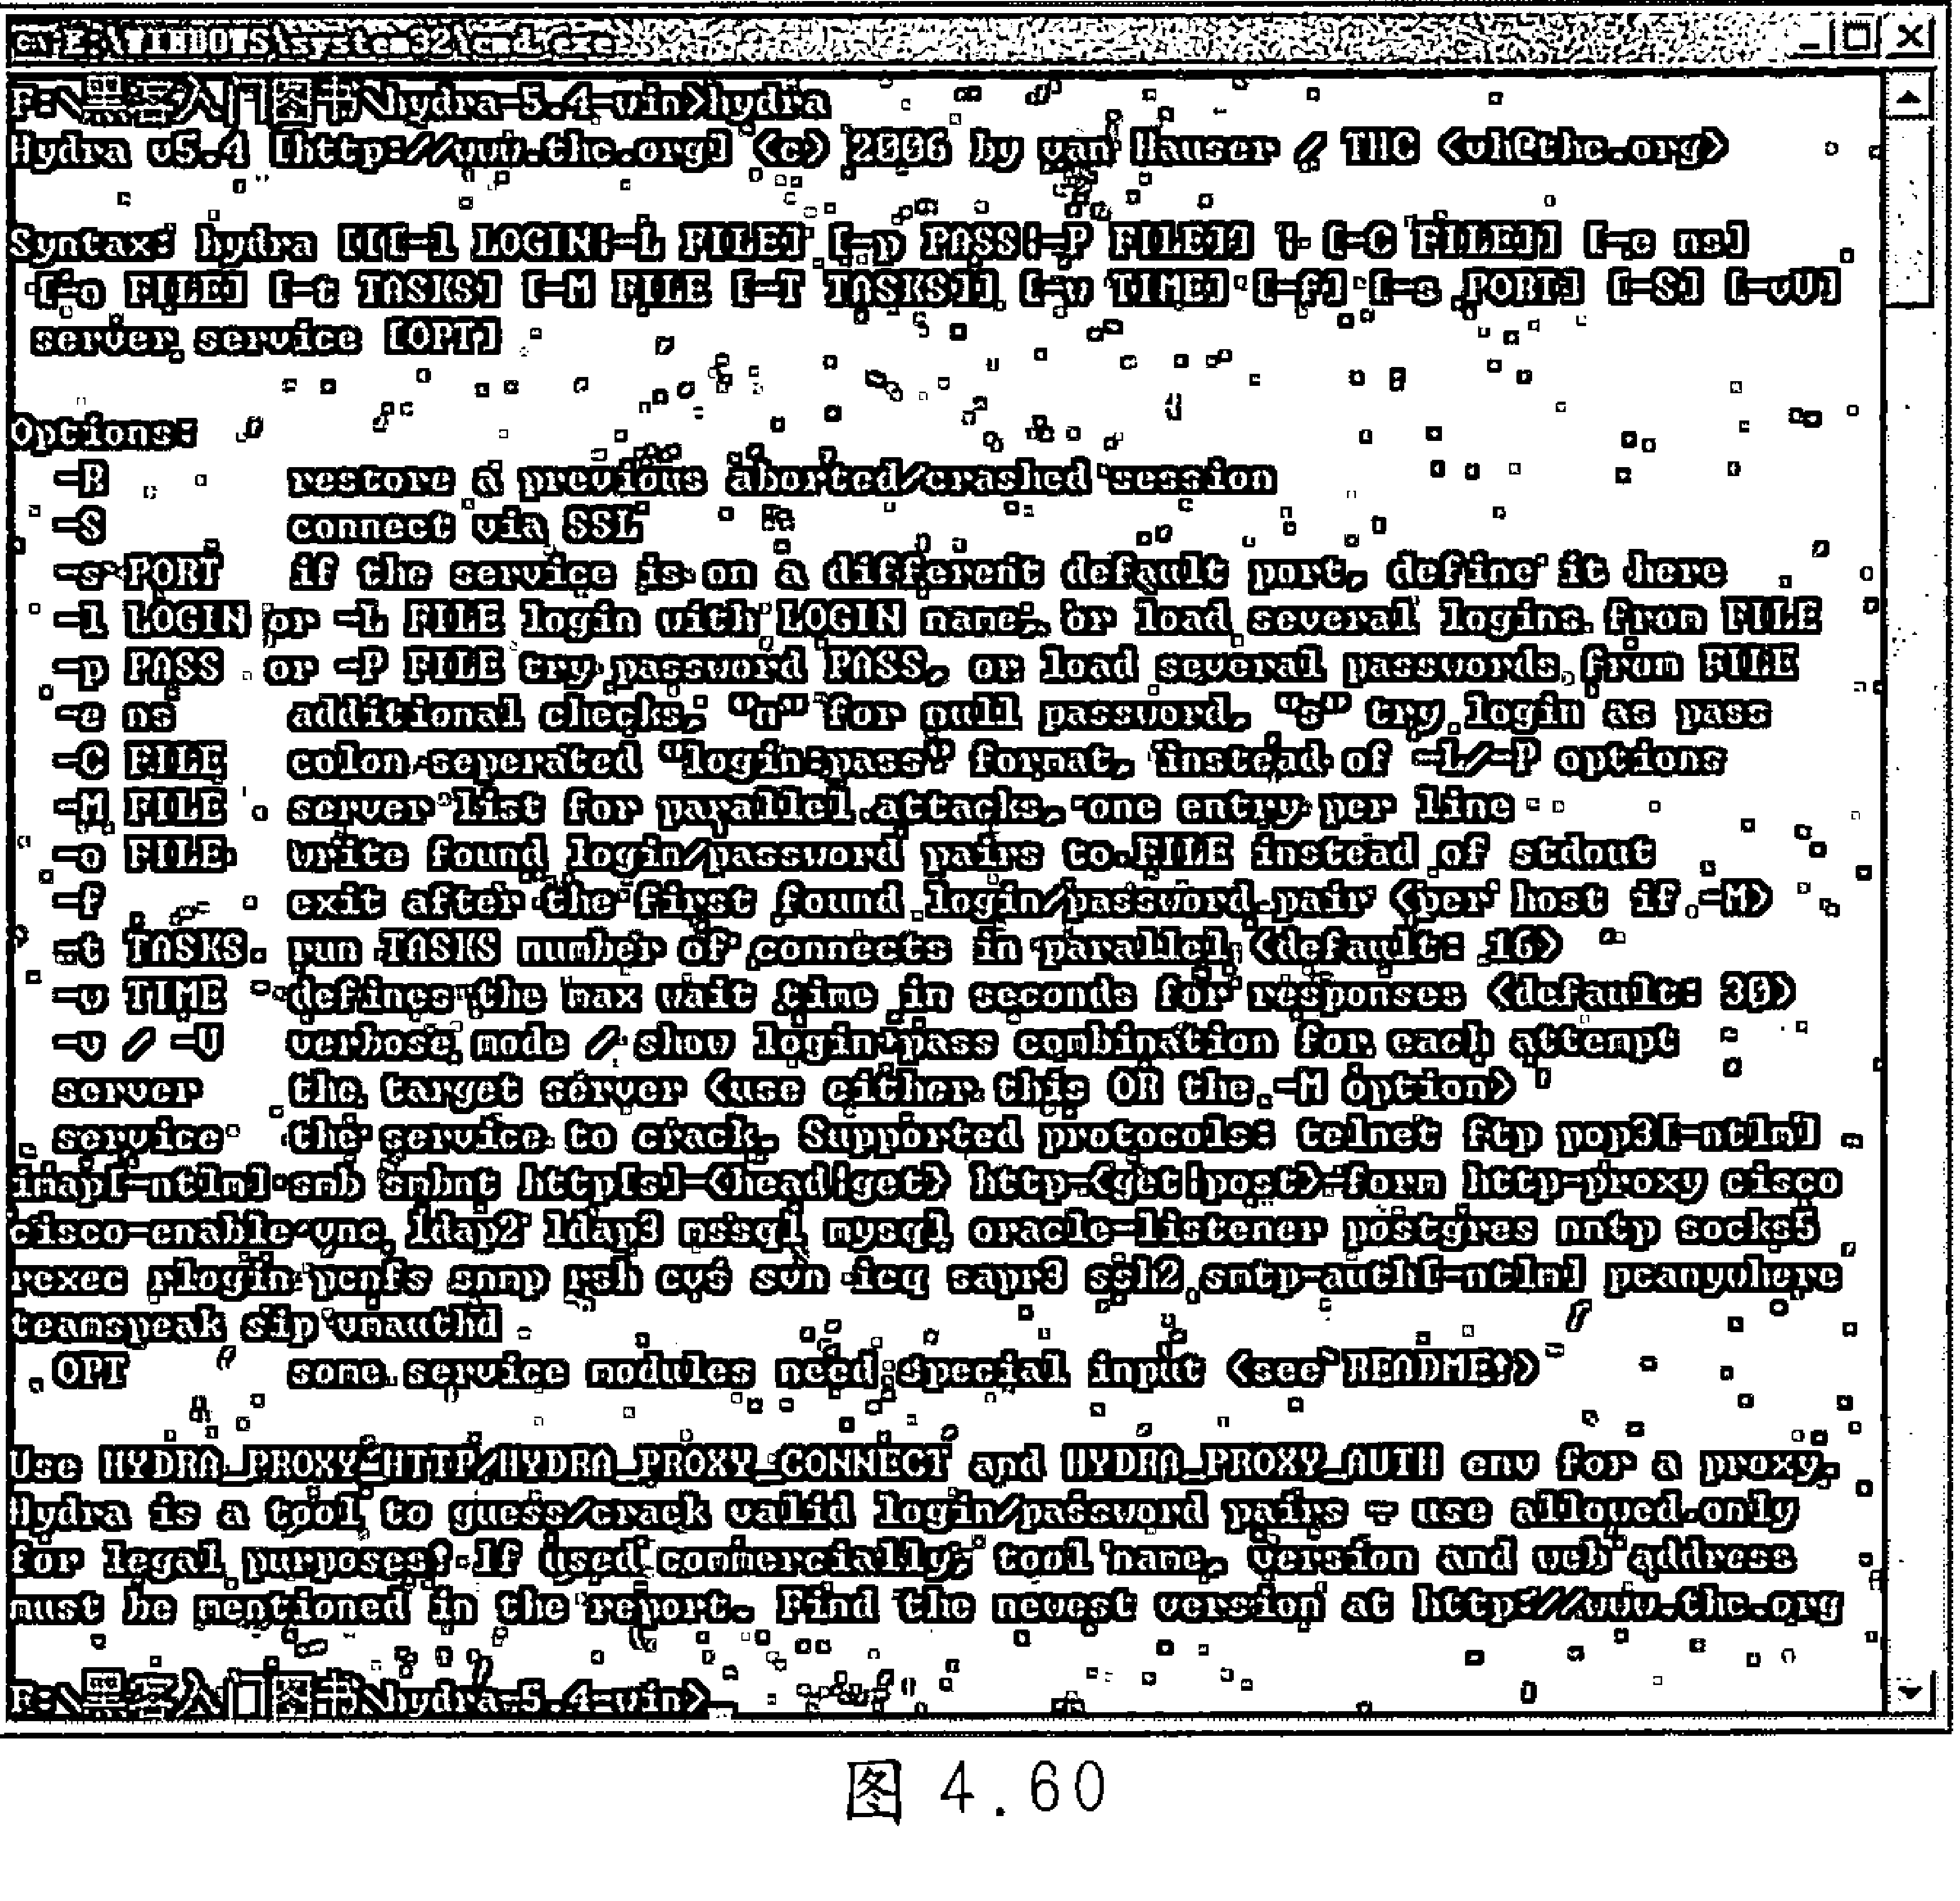 E:\WINDOWS\system32\cmd.exe
F:\黑客入门图书\hydra-5.4-win>hydra
Hydra v5.4 [http://www.thc.org] (c) 2006 by van Hauser / THC <vh@thc.org>
Syntax: hydra [[[-l LOGIN|-L FILE] [-p PASS|-P FILE]] | [-C FILE]] [-e ns]
[-o FILE] [-t TASKS] [-M FILE [-T TASKS]] [-w TIME] [-f] [-s PORT] [-S] [-vV]
server service [OPT]
Options:
-R restore a previous aborted/crashed session
-S connect via SSL
-s PORT if the service is on a different default port, define it here
-l LOGIN or -L FILE login with LOGIN name, or load several logins from FILE
-p PASS or -P FILE try password PASS, or load several passwords from FILE
-e ns additional checks, "n" for null password, "s" try login as pass
-C FILE colon seperated "login:pass" format, instead of -L/-P options
-M FILE server list for parallel attacks, one entry per line
-o FILE write found login/password pairs to FILE instead of stdout
-f exit after the first found login/password pair (per host if -M)
-t TASKS run TASKS number of connects in parallel (default: 16)
-w TIME defines the max wait time in seconds for responses (default: 30)
-v / -V verbose mode / show login+pass combination for each attempt
server the target server (use either this OR the -M option)
service the service to crack. Supported protocols: telnet ftp pop3[-ntlm]
imap[-ntlm] smb smbnt http[s]-{head|get} http-{get|post}-form http-proxy cisco
cisco-enable vnc ldap2 ldap3 mssql mysql oracle-listener postgres nntp socks5
rexec rlogin pcnfs snmp rsh cvs svn icq sapr3 ssh2 smtp-auth[-ntlm] pcanywhere
teamspeak sip vmauthd
OPT some service modules need special input (see README!)
Use HYDRA_PROXY_HTTP/HYDRA_PROXY_CONNECT and HYDRA_PROXY_AUTH env for a proxy.
Hydra is a tool to guess/crack valid login/password pairs - use allowed only
for legal purposes! If used commercially, tool name, version and web address
must be mentioned in the report. Find the newest version at http://www.thc.org
F:\黑客入门图书\hydra-5.4-win>_
图 4.60